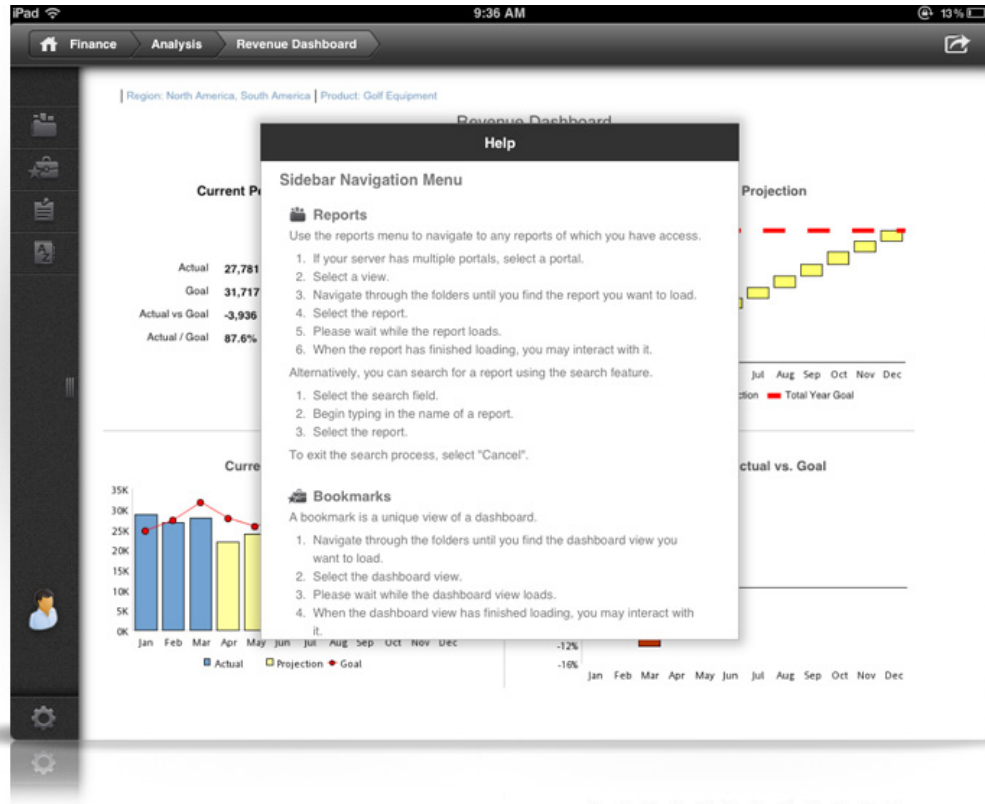 iPad 9:36 AM 13%
Finance Analysis Revenue Dashboard
Region: North America, South America Product: Golf Equipment
Revenue Dashboard
Help
Sidebar Navigation Menu
Reports
Use the reports menu to navigate to any reports of which you have access.
1. If your server has multiple portals, select a portal.
2. Select a view.
3. Navigate through the folders until you find the report you want to load.
4. Select the report.
5. Please wait while the report loads.
6. When the report has finished loading, you may interact with it.
Alternatively, you can search for a report using the search feature.
1. Select the search field.
2. Begin typing in the name of a report.
3. Select the report.
To exit the search process, select "Cancel".
Bookmarks
A bookmark is a unique view of a dashboard.
1. Navigate through the folders until you find the dashboard view you
want to load.
2. Select the dashboard view.
3. Please wait while the dashboard view loads.
4. When the dashboard view has finished loading, you may interact with
it.
Current P
Actual 27,781
Goal 31,717
Actual vs Goal -3,936
Actual / Goal 87.6%
Projection
Jul Aug Sep Oct Nov Dec
Total Year Goal
Curre
35K
30K
25K
20K
15K
10K
5K
0K
Jan Feb Mar Apr May Jun Jul Aug Sep Oct Nov Dec
Actual Projection Goal
ctual vs. Goal
-12%
-16%
Jan Feb Mar Apr May Jun Jul Aug Sep Oct Nov Dec